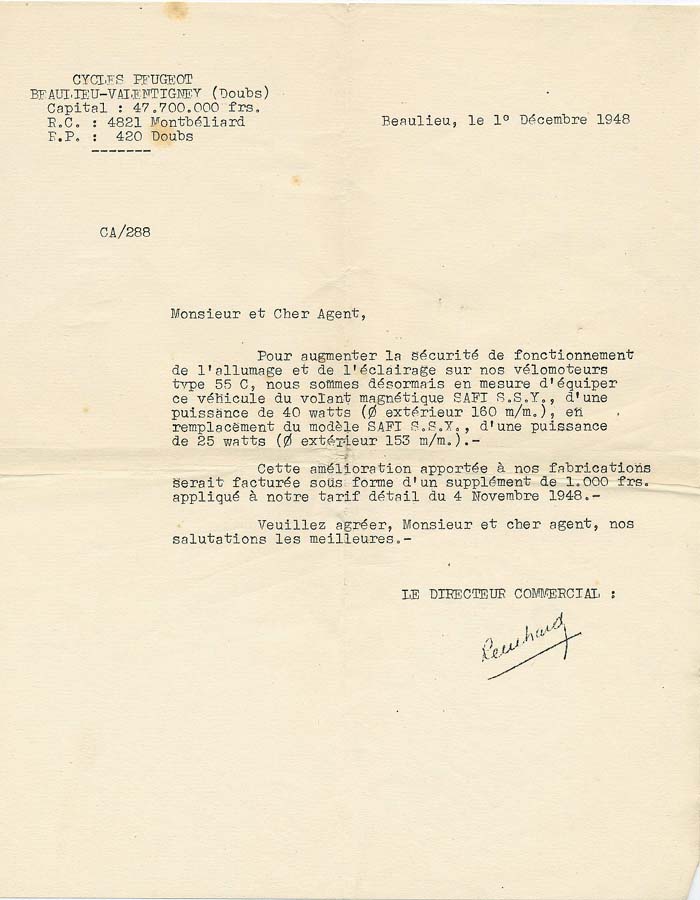 CYCLES PEUGEOT
BEAULIEU-VALENTIGNEY (Doubs)
Capital : 47.700.000 frs.
R.C. : 4821 Montbéliard
E.P. : 420 Doubs
-------
Beaulieu, le 1° Décembre 1948
CA/288
Monsieur et Cher Agent,
Pour augmenter la sécurité de fonctionnement
de l'allumage et de l'éclairage sur nos vélomoteurs
type 55 C, nous sommes désormais en mesure d'équiper
ce véhicule du volant magnétique SAFI S.S.Y., d'une
puissance de 40 watts (Ø extérieur 160 m/m.), en
remplacement du modèle SAFI S.S.X., d'une puissance
de 25 watts (Ø extérieur 153 m/m.).-
Cette amélioration apportée à nos fabrications
serait facturée sous forme d'un supplément de 1.000 frs.
appliqué à notre tarif détail du 4 Novembre 1948.-
Veuillez agréer, Monsieur et cher agent, nos
salutations les meilleures.-
LE DIRECTEUR COMMERCIAL :